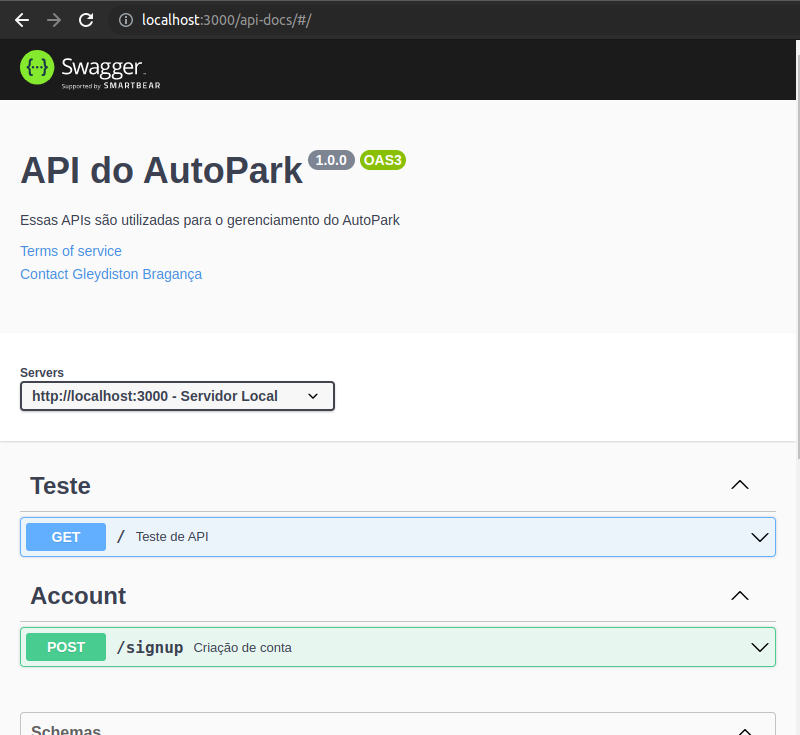 localhost:3000/api-docs/#/
{···} Swagger™
Supported by SMARTBEAR
API do AutoPark 1.0.0 OAS3
Essas APIs são utilizadas para o gerenciamento do AutoPark
Terms of service
Contact Gleydiston Bragança
Servers
http://localhost:3000 - Servidor Local
Teste
GET / Teste de API
Account
POST /signup Criação de conta
Schemas